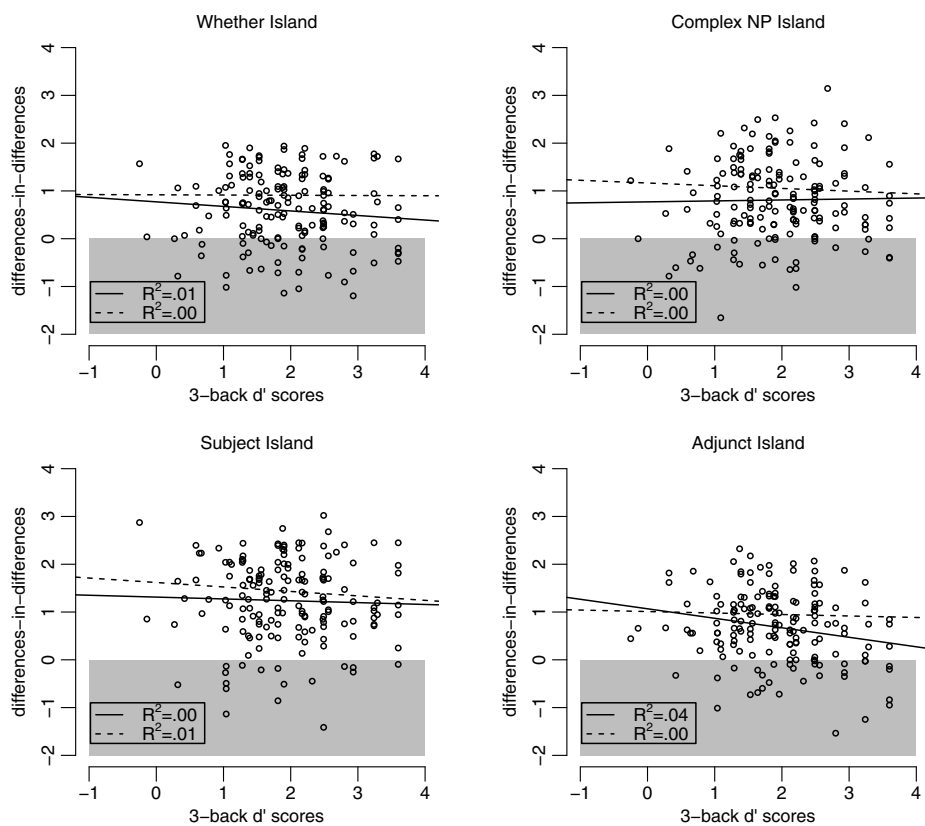 Whether Island
differences−in−differences
4
3
2
1
0
−1
−2
R²=.01
R²=.00
−1 0 1 2 3 4
3−back d' scores
Complex NP Island
differences−in−differences
4
3
2
1
0
−1
−2
R²=.00
R²=.00
−1 0 1 2 3 4
3−back d' scores
Subject Island
differences−in−differences
4
3
2
1
0
−1
−2
R²=.00
R²=.01
−1 0 1 2 3 4
3−back d' scores
Adjunct Island
differences−in−differences
4
3
2
1
0
−1
−2
R²=.04
R²=.00
−1 0 1 2 3 4
3−back d' scores